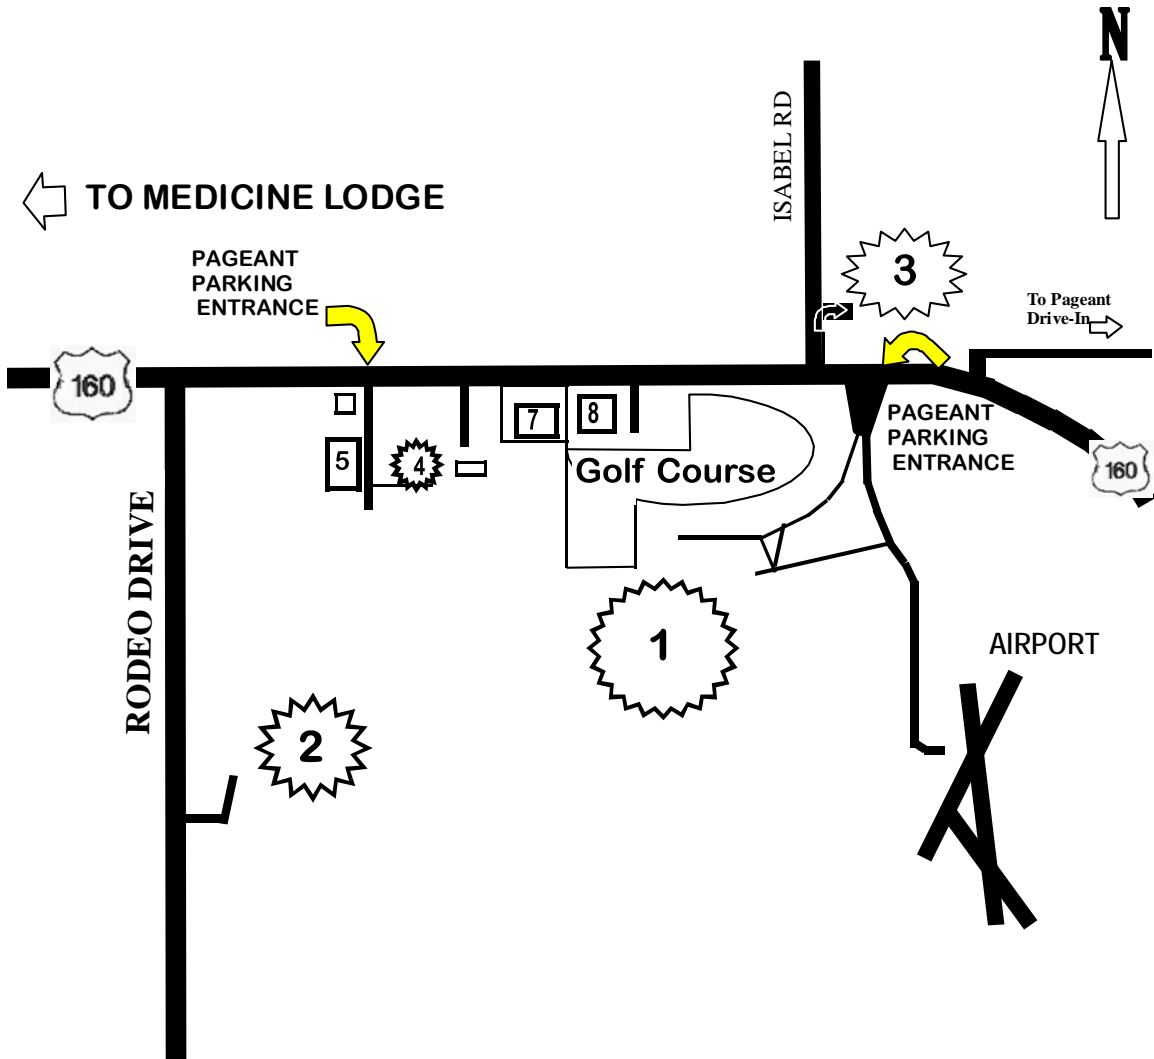 N
ISABEL RD
TO MEDICINE LODGE
PAGEANT
PARKING
ENTRANCE
3
To Pageant
Drive-In
160
7
8
PAGEANT
PARKING
ENTRANCE
5
4
Golf Course
160
RODEO DRIVE
1
AIRPORT
2